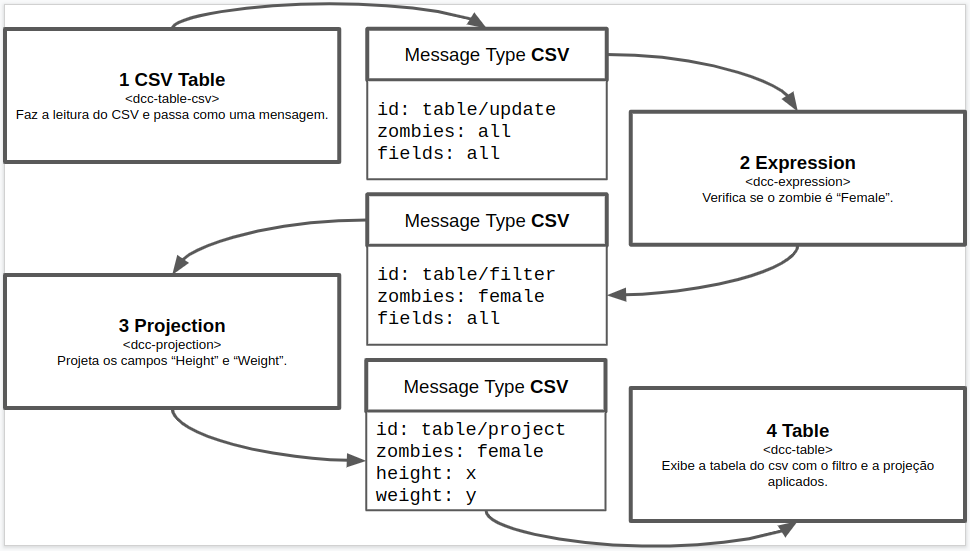 1 CSV Table
<dcc-table-csv>
Faz a leitura do CSV e passa como uma mensagem.
Message Type CSV
id: table/update
zombies: all
fields: all
2 Expression
<dcc-expression>
Verifica se o zombie é “Female”.
Message Type CSV
id: table/filter
zombies: female
fields: all
3 Projection
<dcc-projection>
Projeta os campos “Height” e “Weight”.
Message Type CSV
id: table/project
zombies: female
height: x
weight: y
4 Table
<dcc-table>
Exibe a tabela do csv com o filtro e a projeção
aplicados.